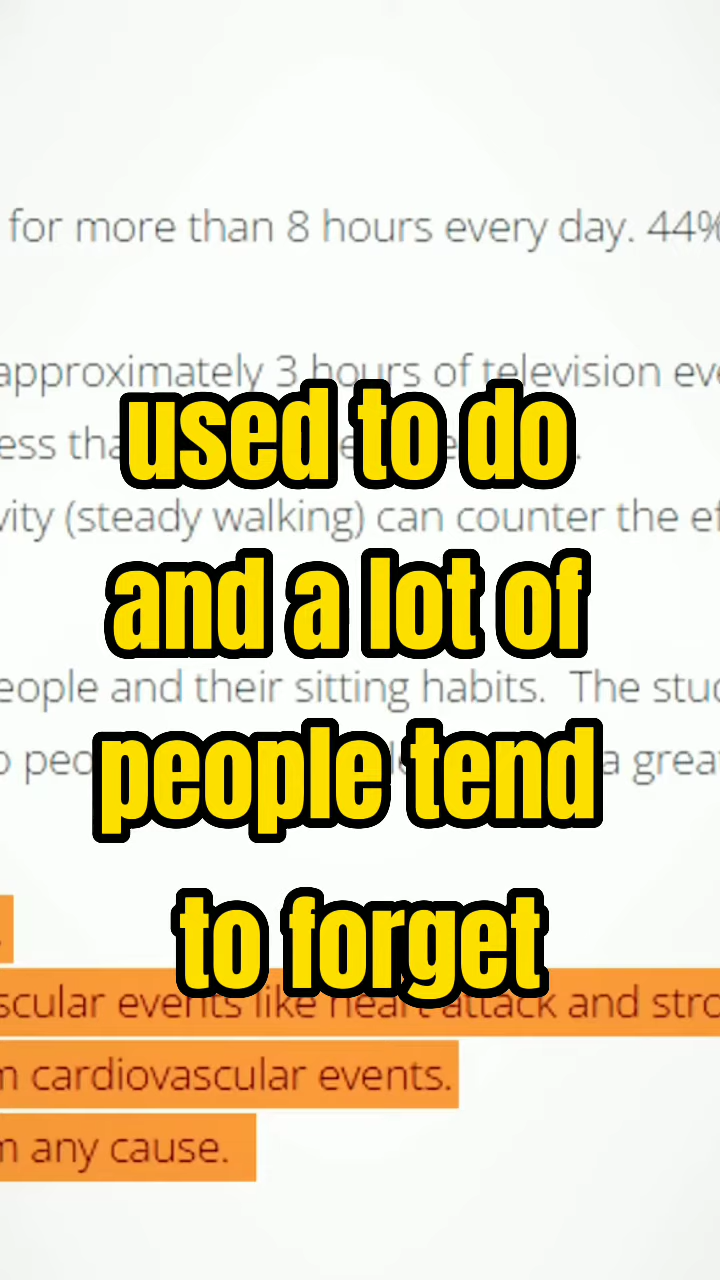 for more than 8 hours every day. 44%
approximately 3 hours of television eve
used to do
ess tha
vity (steady walking) can counter the ef
and a lot of
eople and their sitting habits. The stud
people tend
o peo a great
to forget
scular events like heart attack and stro
m cardiovascular events.
m any cause.